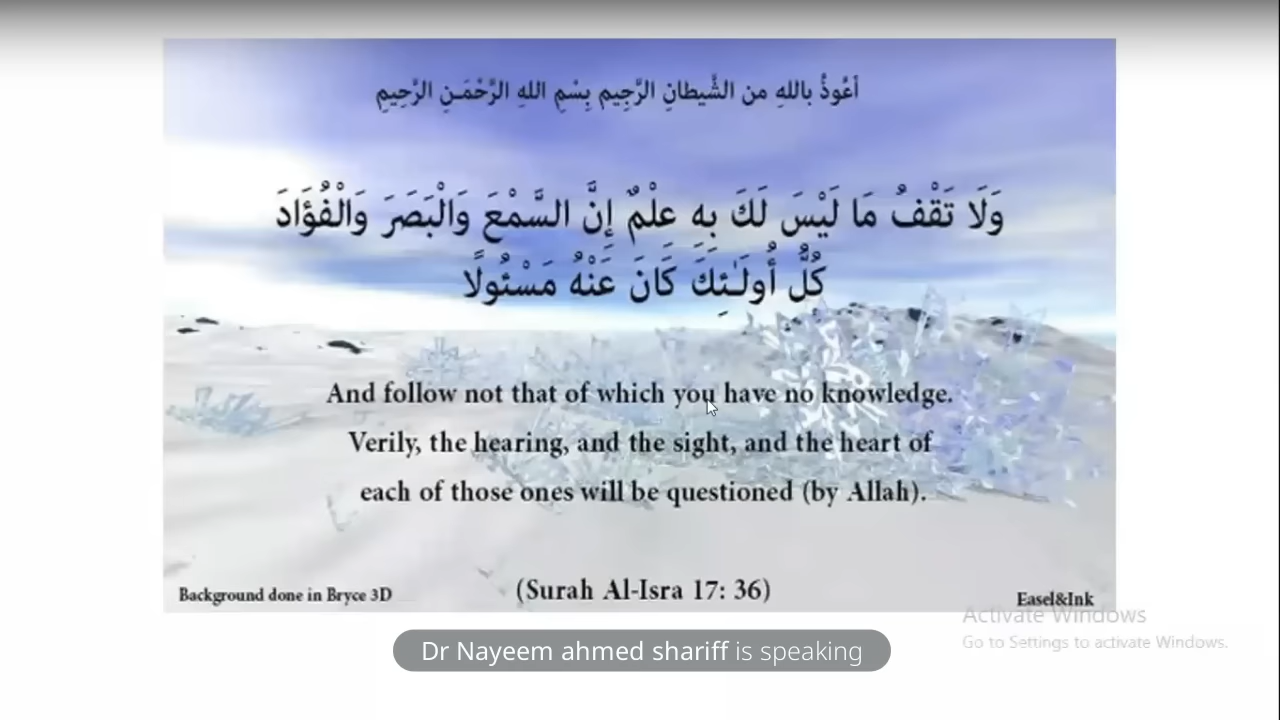 أعُوذُ باللهِ من الشَّيطانِ الرَّجِيم بِسْمِ اللهِ الرَّحْمَـنِ الرَّحِيمِ
وَلَا تَقْفُ مَا لَيْسَ لَكَ بِهِ عِلْمٌ إِنَّ السَّمْعَ وَالْبَصَرَ وَالْفُؤَادَ
كُلُّ أُولَـٰئِكَ كَانَ عَنْهُ مَسْئُولًا
And follow not that of which you have no knowledge.
Verily, the hearing, and the sight, and the heart of
each of those ones will be questioned (by Allah).
(Surah Al-Isra 17: 36)
Background done in Bryce 3D
Easel&Ink
Activate Windows
Go to Settings to activate Windows.
Dr Nayeem ahmed shariff is speaking